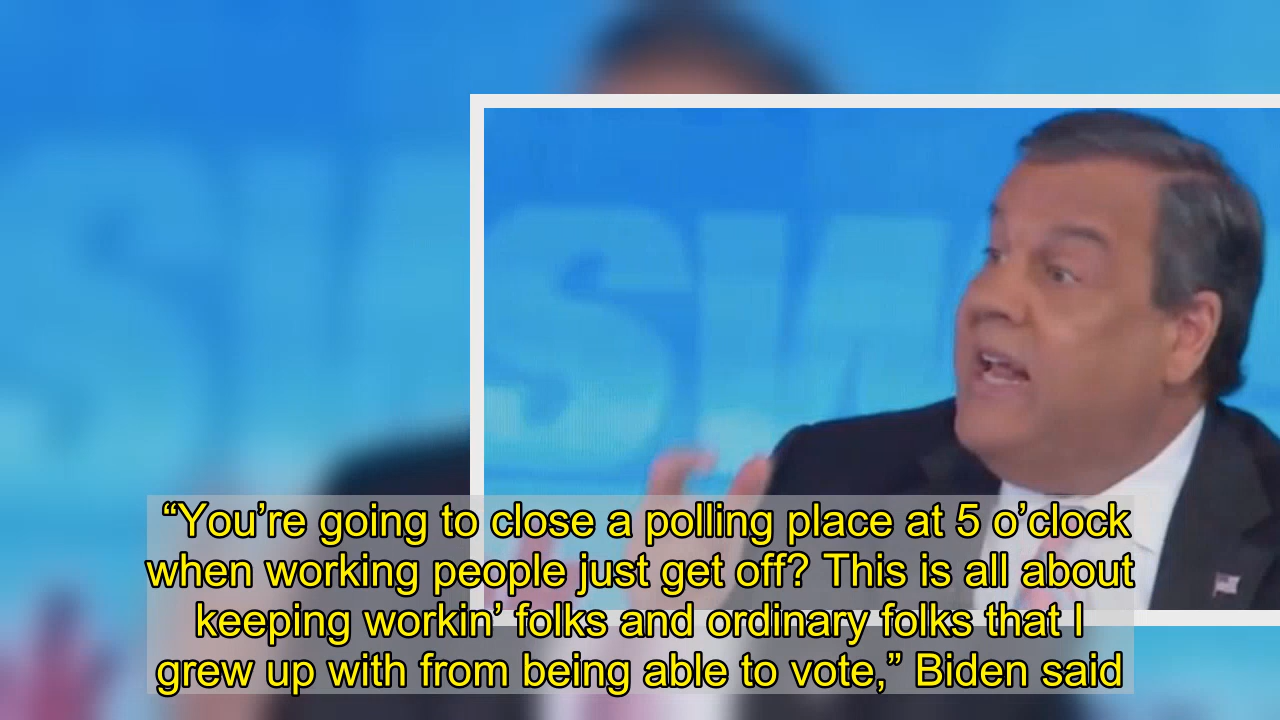 “You’re going to close a polling place at 5 o’clock
when working people just get off? This is all about
keeping workin’ folks and ordinary folks that I
grew up with from being able to vote,” Biden said